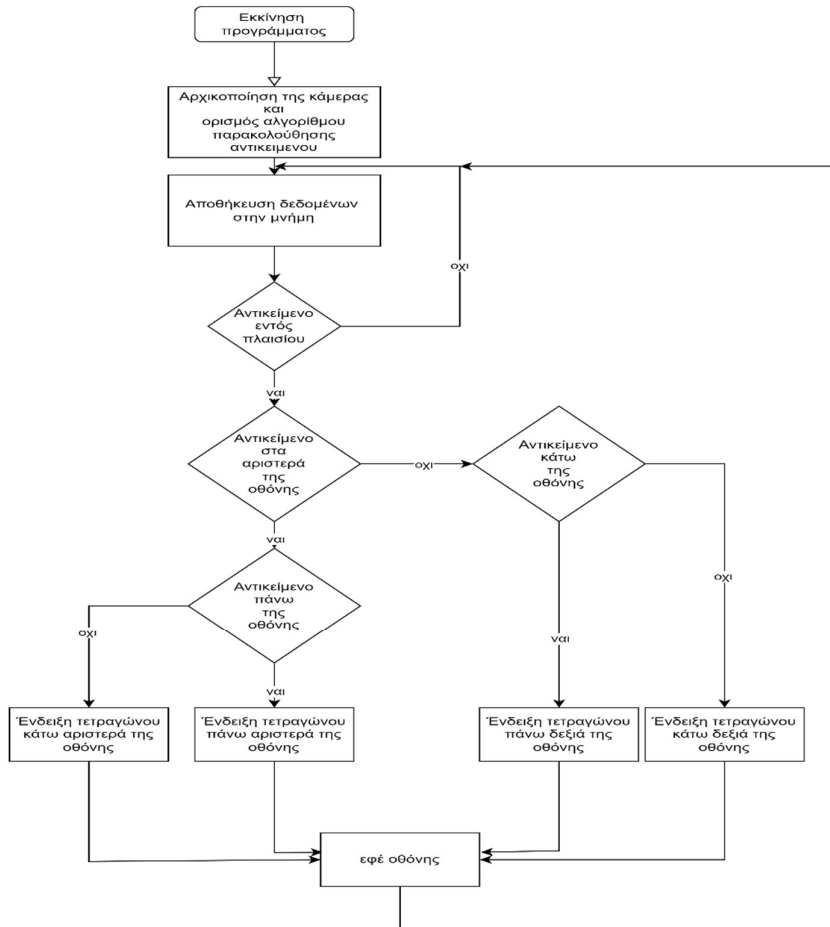 Εκκίνηση
προγράμματος
Αρχικοποίηση της κάμερας
και
ορισμός αλγορίθμου
παρακολούθησης
αντικειμενου
Αποθήκευση δεδομένων
στην μνήμη
οχι
Αντικείμενο
εντός
πλαισίου
ναι
Αντικείμενο
στα
αριστερά
της
οθόνης
οχι
Αντικείμενο
κάτω
της
οθόνης
ναι
Αντικείμενο
πάνω
της
οθόνης
οχι
οχι
ναι
ναι
Ένδειξη τετραγώνου
κάτω αριστερά της
οθόνης
Ένδειξη τετραγώνου
πάνω αριστερά της
οθόνης
Ένδειξη τετραγώνου
πάνω δεξιά της
οθόνης
Ένδειξη τετραγώνου
κάτω δεξιά της
οθόνης
εφέ οθόνης